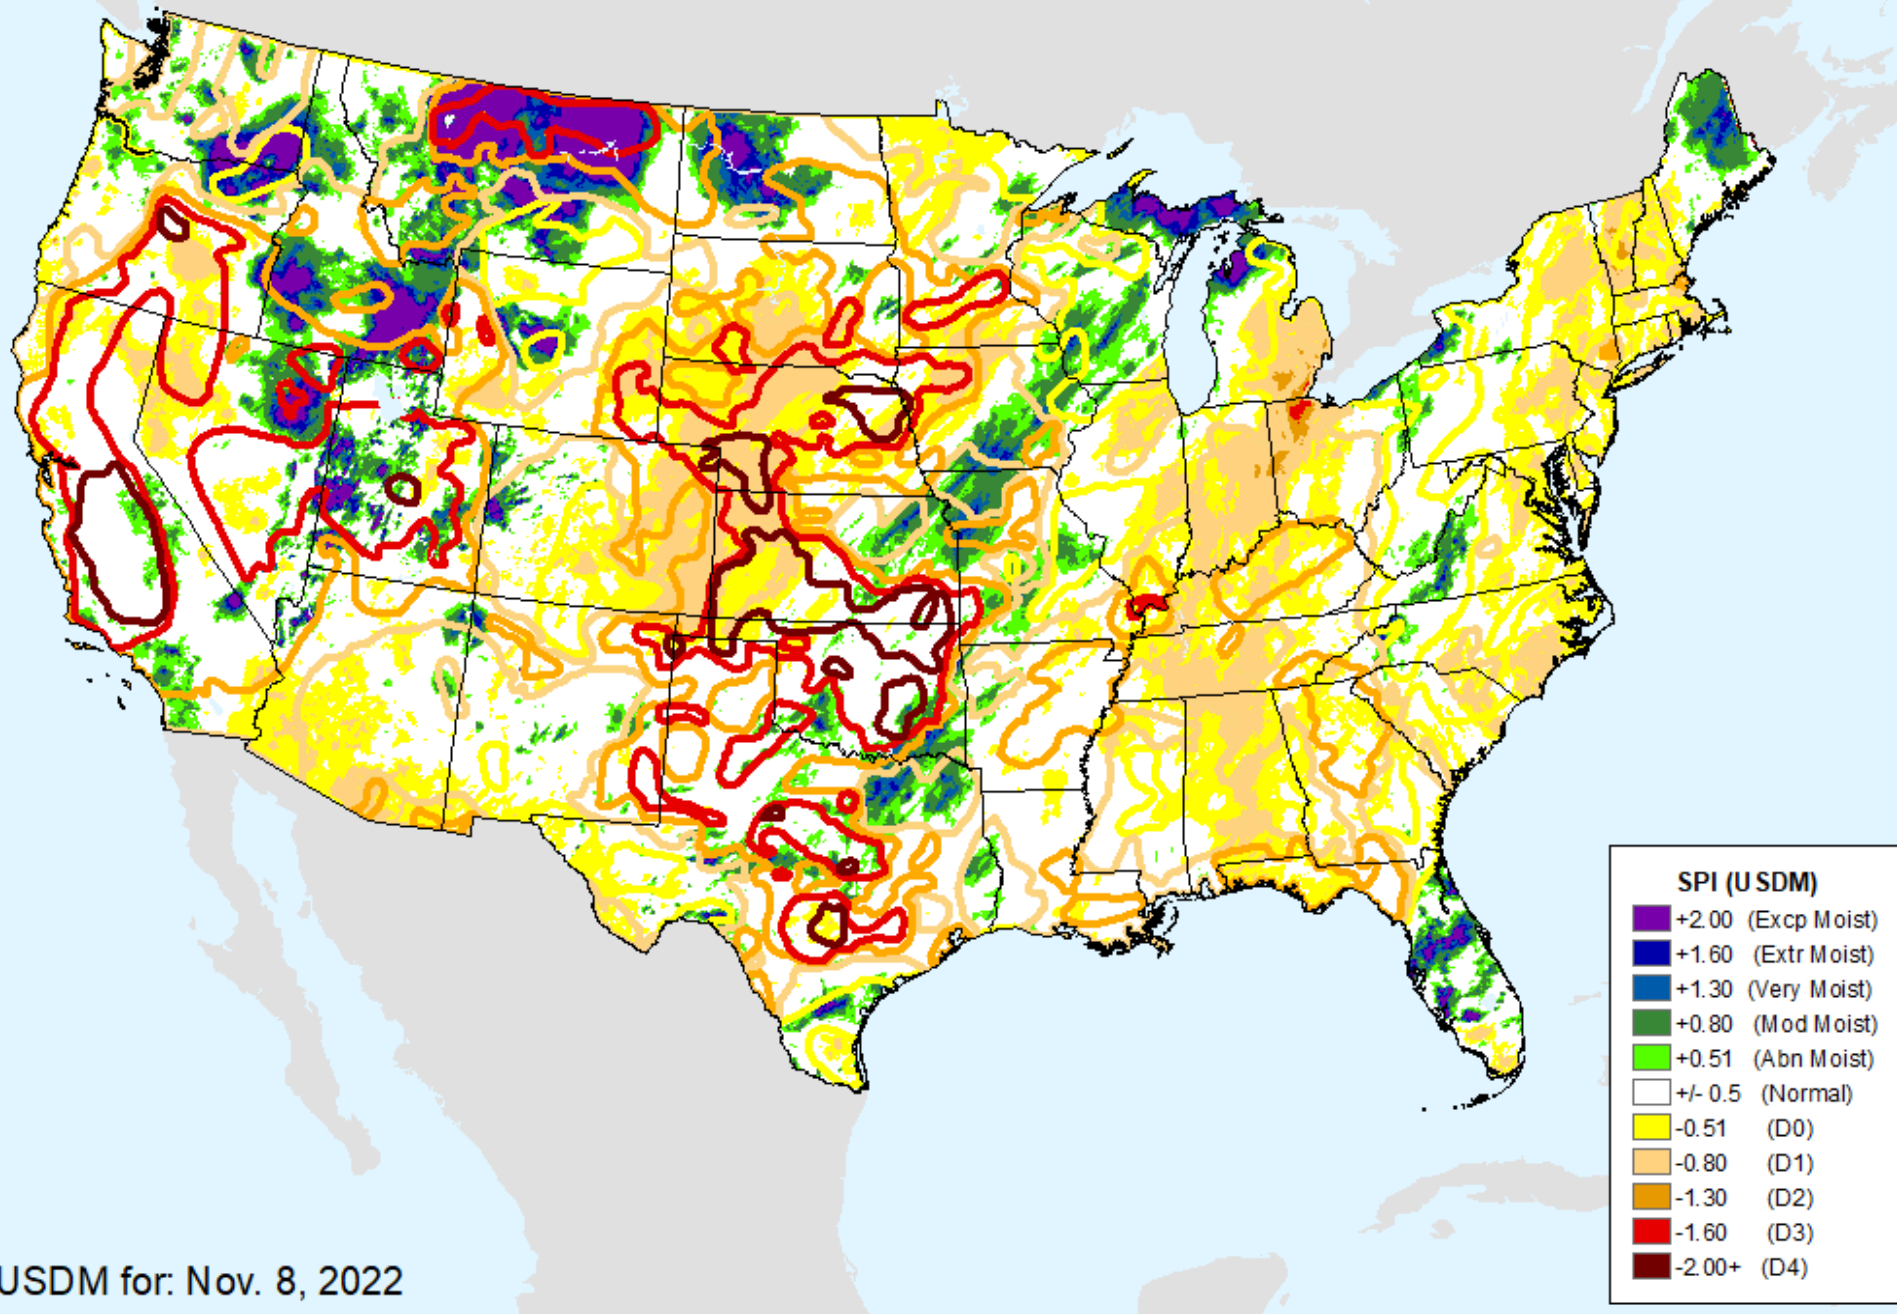 SPI (USDM)
+2.00 (Excp Moist)
+1.60 (Extr Moist)
+1.30 (Very Moist)
+0.80 (Mod Moist)
+0.51 (Abn Moist)
+/- 0.5 (Normal)
-0.51 (D0)
-0.80 (D1)
-1.30 (D2)
-1.60 (D3)
-2.00+ (D4)
USDM for: Nov. 8, 2022